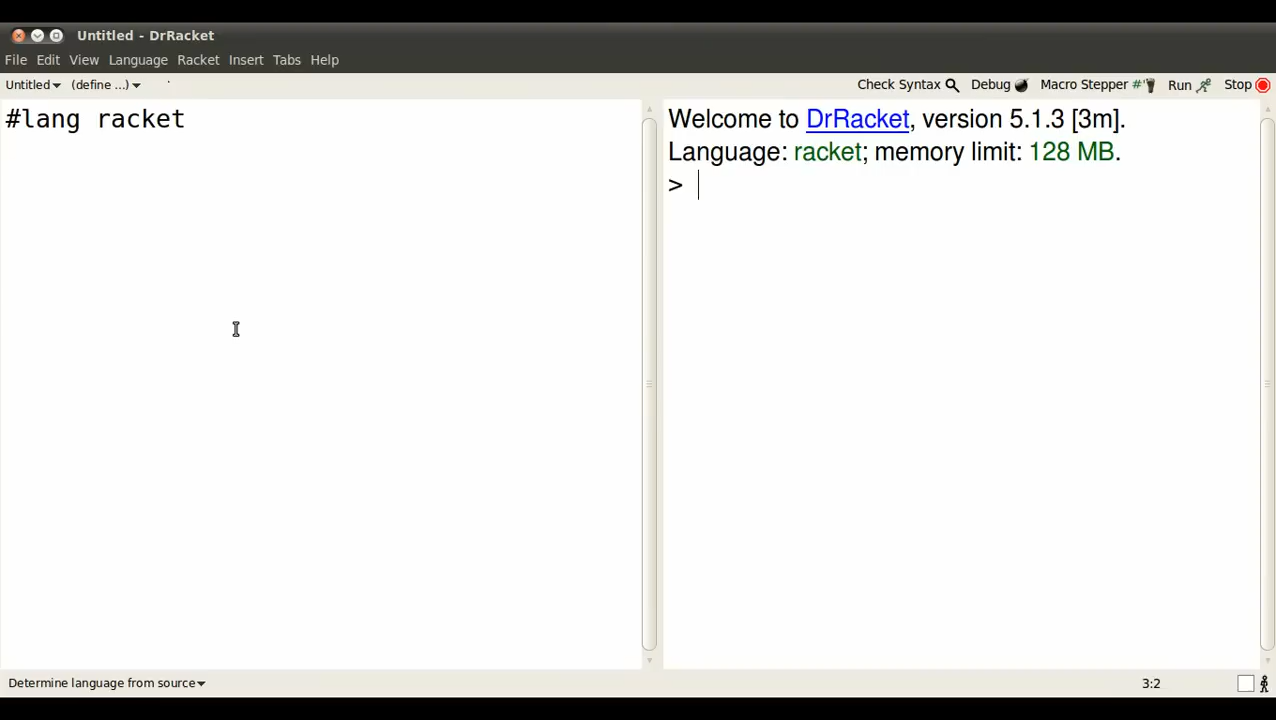 Untitled - DrRacket
File Edit View Language Racket Insert Tabs Help
Untitled (define ...) Check Syntax Debug Macro Stepper #' Run Stop
#lang racket
Welcome to DrRacket, version 5.1.3 [3m].
Language: racket; memory limit: 128 MB.
>
Determine language from source 3:2